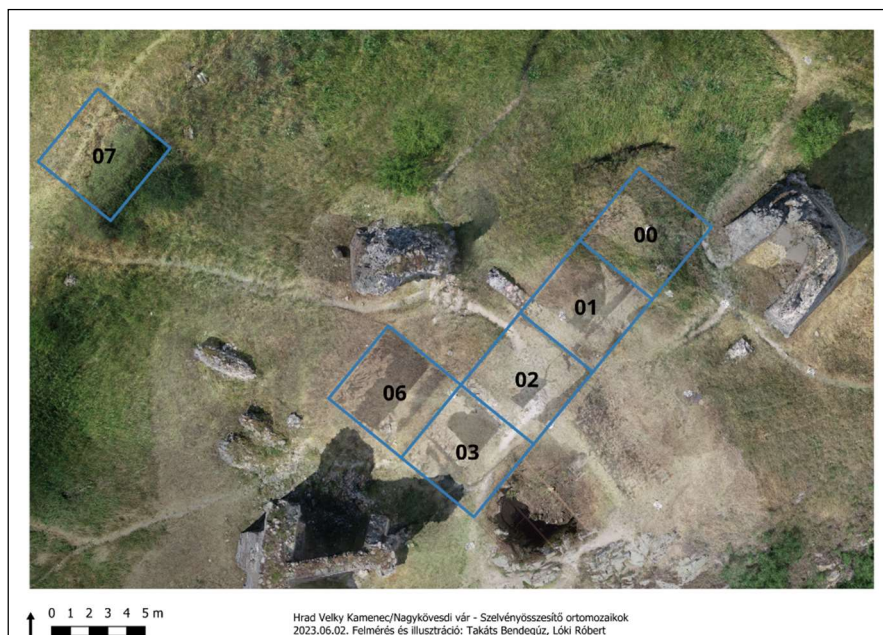 07
00
01
02
06
03
0 1 2 3 4 5 m
Hrad Velky Kamenec/Nagykövesdi vár - Szelvényösszesítő ortomozaikok
2023.06.02. Felmérés és illusztráció: Takáts Bendegúz, Lóki Róbert